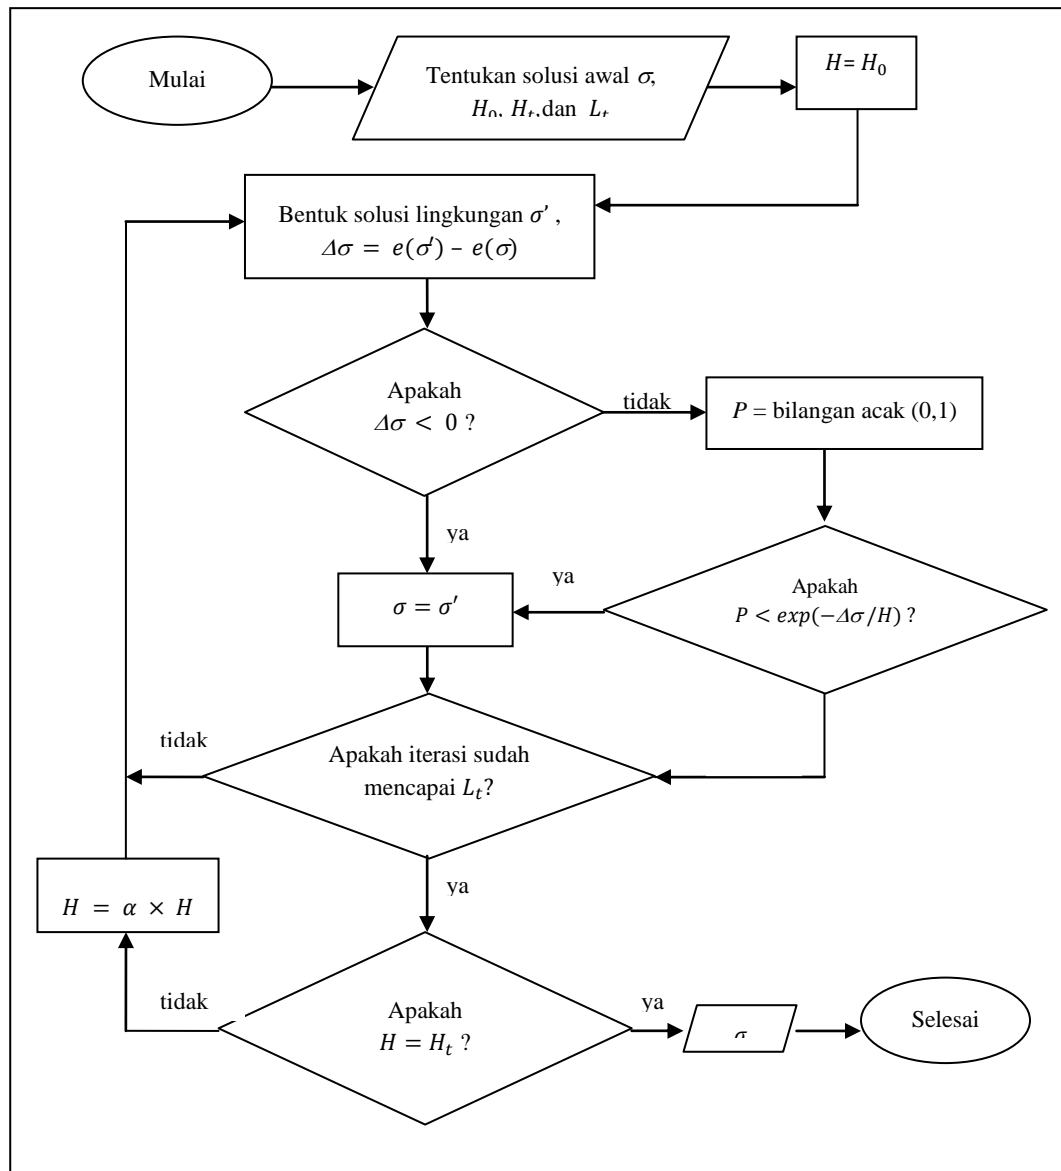 Mulai
Tentukan solusi awal σ,
H₀, Hₜ,dan Lₜ
H= H₀
Bentuk solusi lingkungan σ' ,
Δσ = e(σ') – e(σ)
Apakah
Δσ < 0 ?
tidak
P = bilangan acak (0,1)
ya
ya
σ = σ'
Apakah
P < exp(−Δσ/H) ?
tidak
Apakah iterasi sudah
mencapai Lₜ?
ya
H = α × H
tidak
Apakah
H = Hₜ ?
ya
σ
Selesai